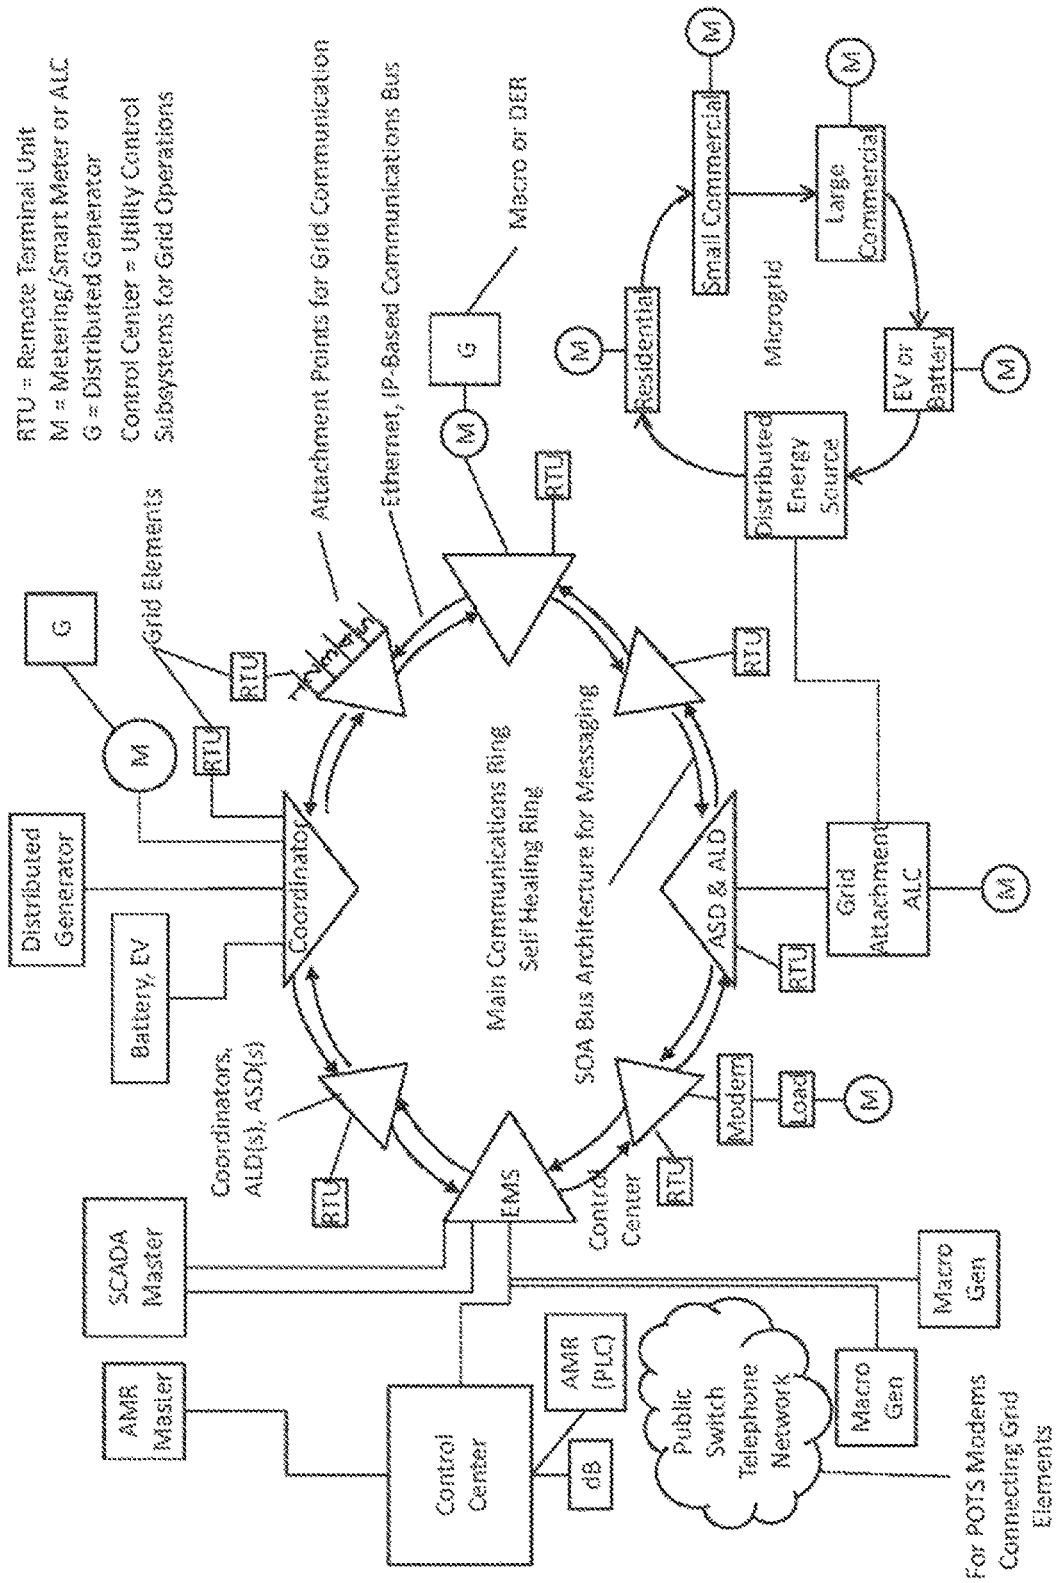 RTU = Remote Terminal Unit
M = Metering/Smart Meter or ALC
G = Distributed Generator
Control Center = Utility Control
Subsystems for Grid Operations
AMR
Master
SCADA
Master
Control
Center
dB
AMR
(PLC)
Public
Switch
Telephone
Network
Macro
Gen
Macro
Gen
For POTS Modems
Connecting Grid
Elements
EMS
Control
Center
Coordinators,
ALD(s), ASD(s)
RTU
RTU
Modem
Load
M
Battery, EV
Distributed
Generator
Coordinator
M
G
RTU
RTU
Grid Elements
1
2
3
4
5
Attachment Points for Grid Communication
Ethernet, IP-Based Communications Bus
Main Communications Ring
Self Healing Ring
SOA Bus Architecture for Messaging
ASD & ALD
RTU
Grid
Attachment
ALC
M
RTU
RTU
M
G
Macro or DER
Distributed
Energy
Source
Residential
M
Small Commercial
M
Large
Commercial
M
EV or
Battery
M
Microgrid